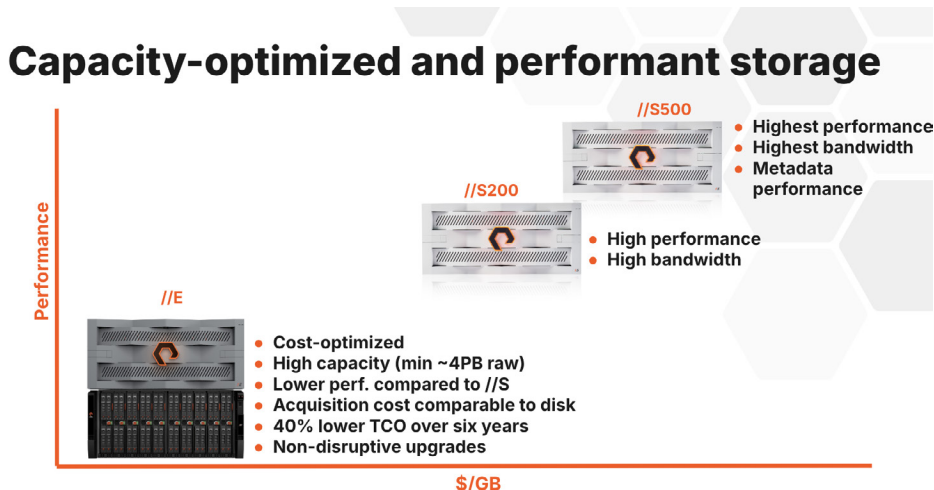 Capacity-optimized and performant storage
//S500
Highest performance
Highest bandwidth
Metadata
performance
//S200
High performance
High bandwidth
Performance
//E
Cost-optimized
High capacity (min ~4PB raw)
Lower perf. compared to //S
Acquisition cost comparable to disk
40% lower TCO over six years
Non-disruptive upgrades
$/GB